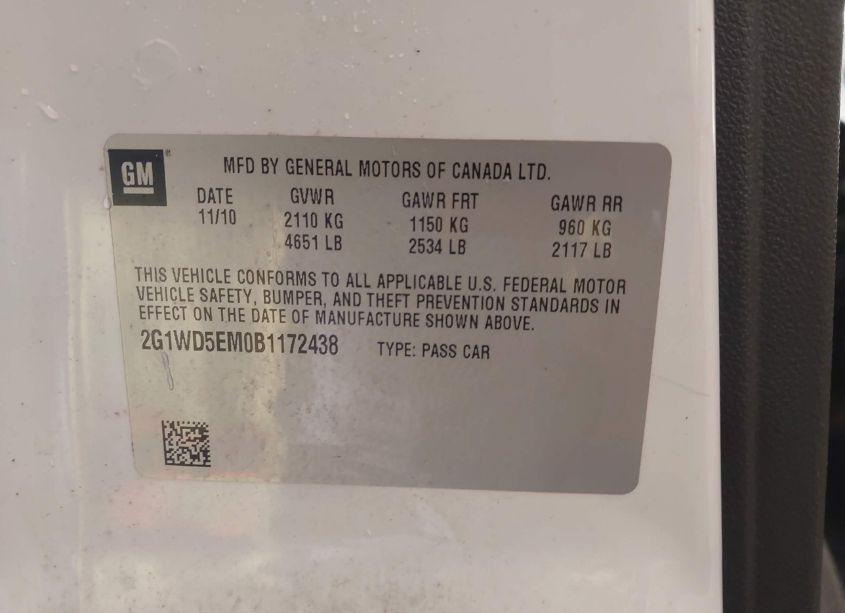 GM
MFD BY GENERAL MOTORS OF CANADA LTD.
DATE GVWR GAWR FRT GAWR RR
11/10 2110 KG 1150 KG 960 KG
4651 LB 2534 LB 2117 LB
THIS VEHICLE CONFORMS TO ALL APPLICABLE U.S. FEDERAL MOTOR
VEHICLE SAFETY, BUMPER, AND THEFT PREVENTION STANDARDS IN
EFFECT ON THE DATE OF MANUFACTURE SHOWN ABOVE.
2G1WD5EM0B1172438 TYPE: PASS CAR